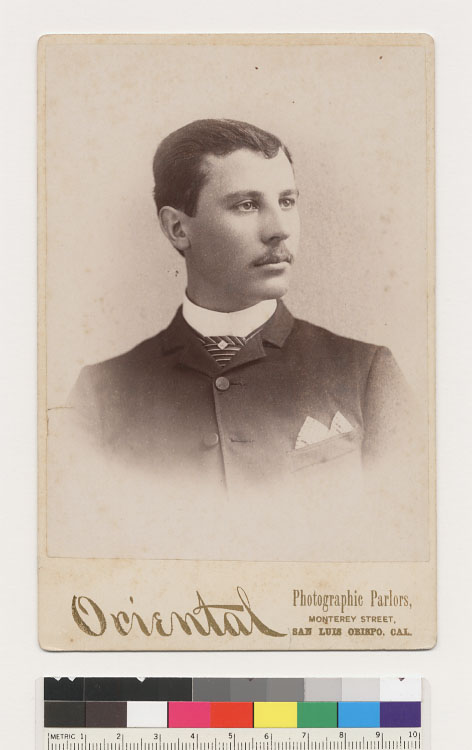 Oriental
Photographic Parlors,
MONTEREY STREET,
SAN LUIS OBISPO, CAL.
METRIC 1 2 3 4 5 6 7 8 9 10